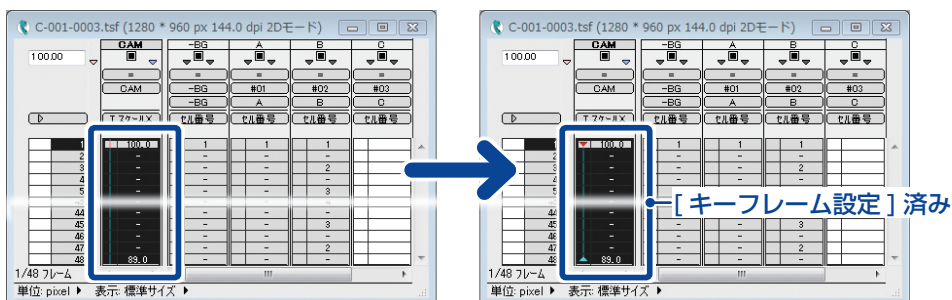 C-001-0003.tsf (1280 * 960 px 144.0 dpi 2Dモード)
CAM -BG A B C
100.00
= = = = =
CAM -BG #01 #02 #03
-BG A B C
T.スケールX セル番号 セル番号 セル番号 セル番号
1 100.0 1 1 1
2 - - - -
3 - - - 2
4 - - - -
5 - - - 3
44 - - - -
45 - - - 3
46 - - - -
47 - - - 2
48 89.0 - - -
1/48 フレーム
単位: pixel 表示: 標準サイズ
C-001-0003.tsf (1280 * 960 px 144.0 dpi 2Dモード)
CAM -BG A B C
100.00
= = = = =
CAM -BG #01 #02 #03
-BG A B C
T.スケールX セル番号 セル番号 セル番号 セル番号
1 100.0 1 1 1
2 - - - -
3 - - - 2
4 - - - -
5 - - - 3
[ キーフレーム設定 ] 済み
44 - - - -
45 - - - 3
46 - - - -
47 - - - 2
48 89.0 - - -
1/48 フレーム
単位: pixel 表示: 標準サイズ